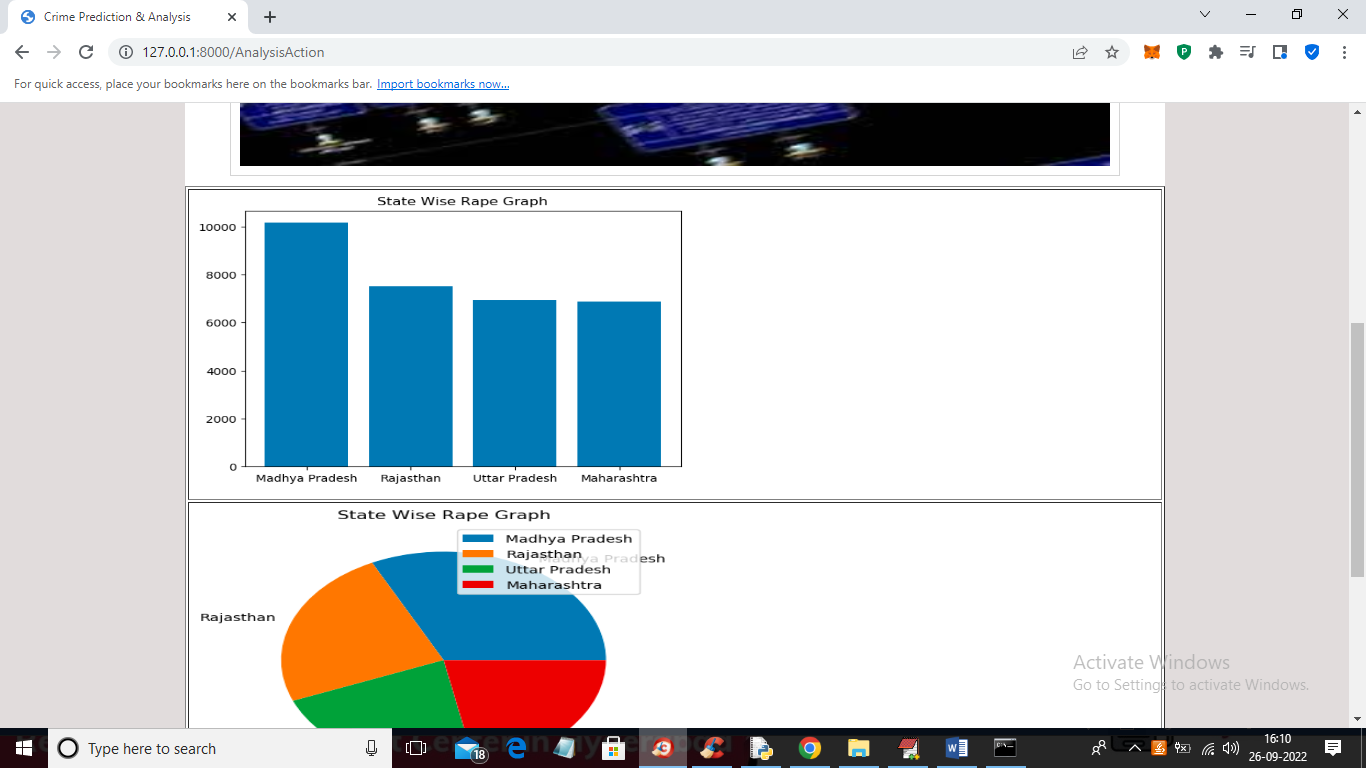 Crime Prediction & Analysis
127.0.0.1:8000/AnalysisAction
For quick access, place your bookmarks here on the bookmarks bar. Import bookmarks now...
State Wise Rape Graph
10000
8000
6000
4000
2000
0
Madhya Pradesh Rajasthan Uttar Pradesh Maharashtra
State Wise Rape Graph
Madhya Pradesh
Rajasthan
Uttar Pradesh
Maharashtra
Madhya Pradesh
Rajasthan
Activate Windows
Go to Settings to activate Windows.
Type here to search
18
16:10
26-09-2022